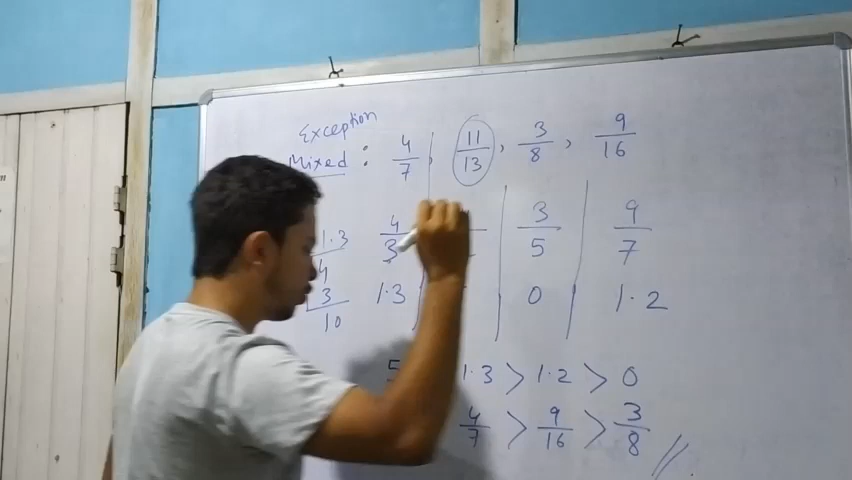 Exception
Mixed : 4/7, 11/13, 3/8, 9/16
4/3 3/5 9/7
1.3 0 1.2
1.3
4
3
10
5 1.3 > 1.2 > 0
4/7 > 9/16 > 3/8 //